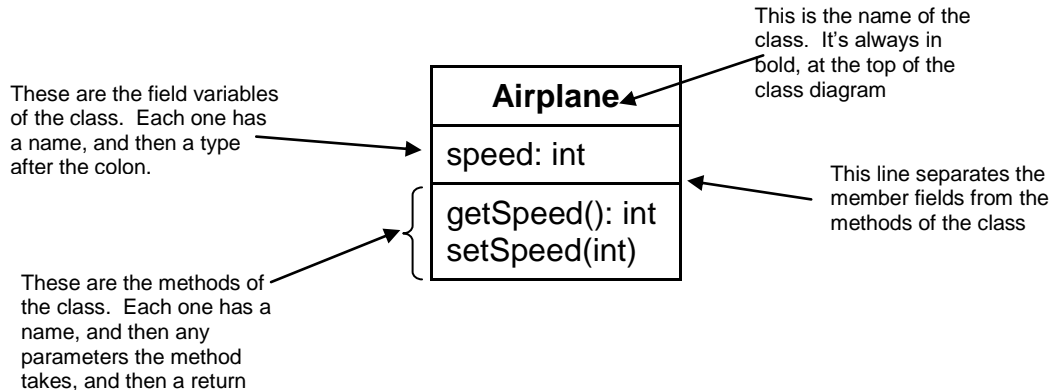 This is the name of the
class. It's always in
bold, at the top of the
class diagram
These are the field variables
of the class. Each one has
a name, and then a type
after the colon.
Airplane
speed: int
getSpeed(): int
setSpeed(int)
This line separates the
member fields from the
methods of the class
These are the methods of
the class. Each one has a
name, and then any
parameters the method
takes, and then a return